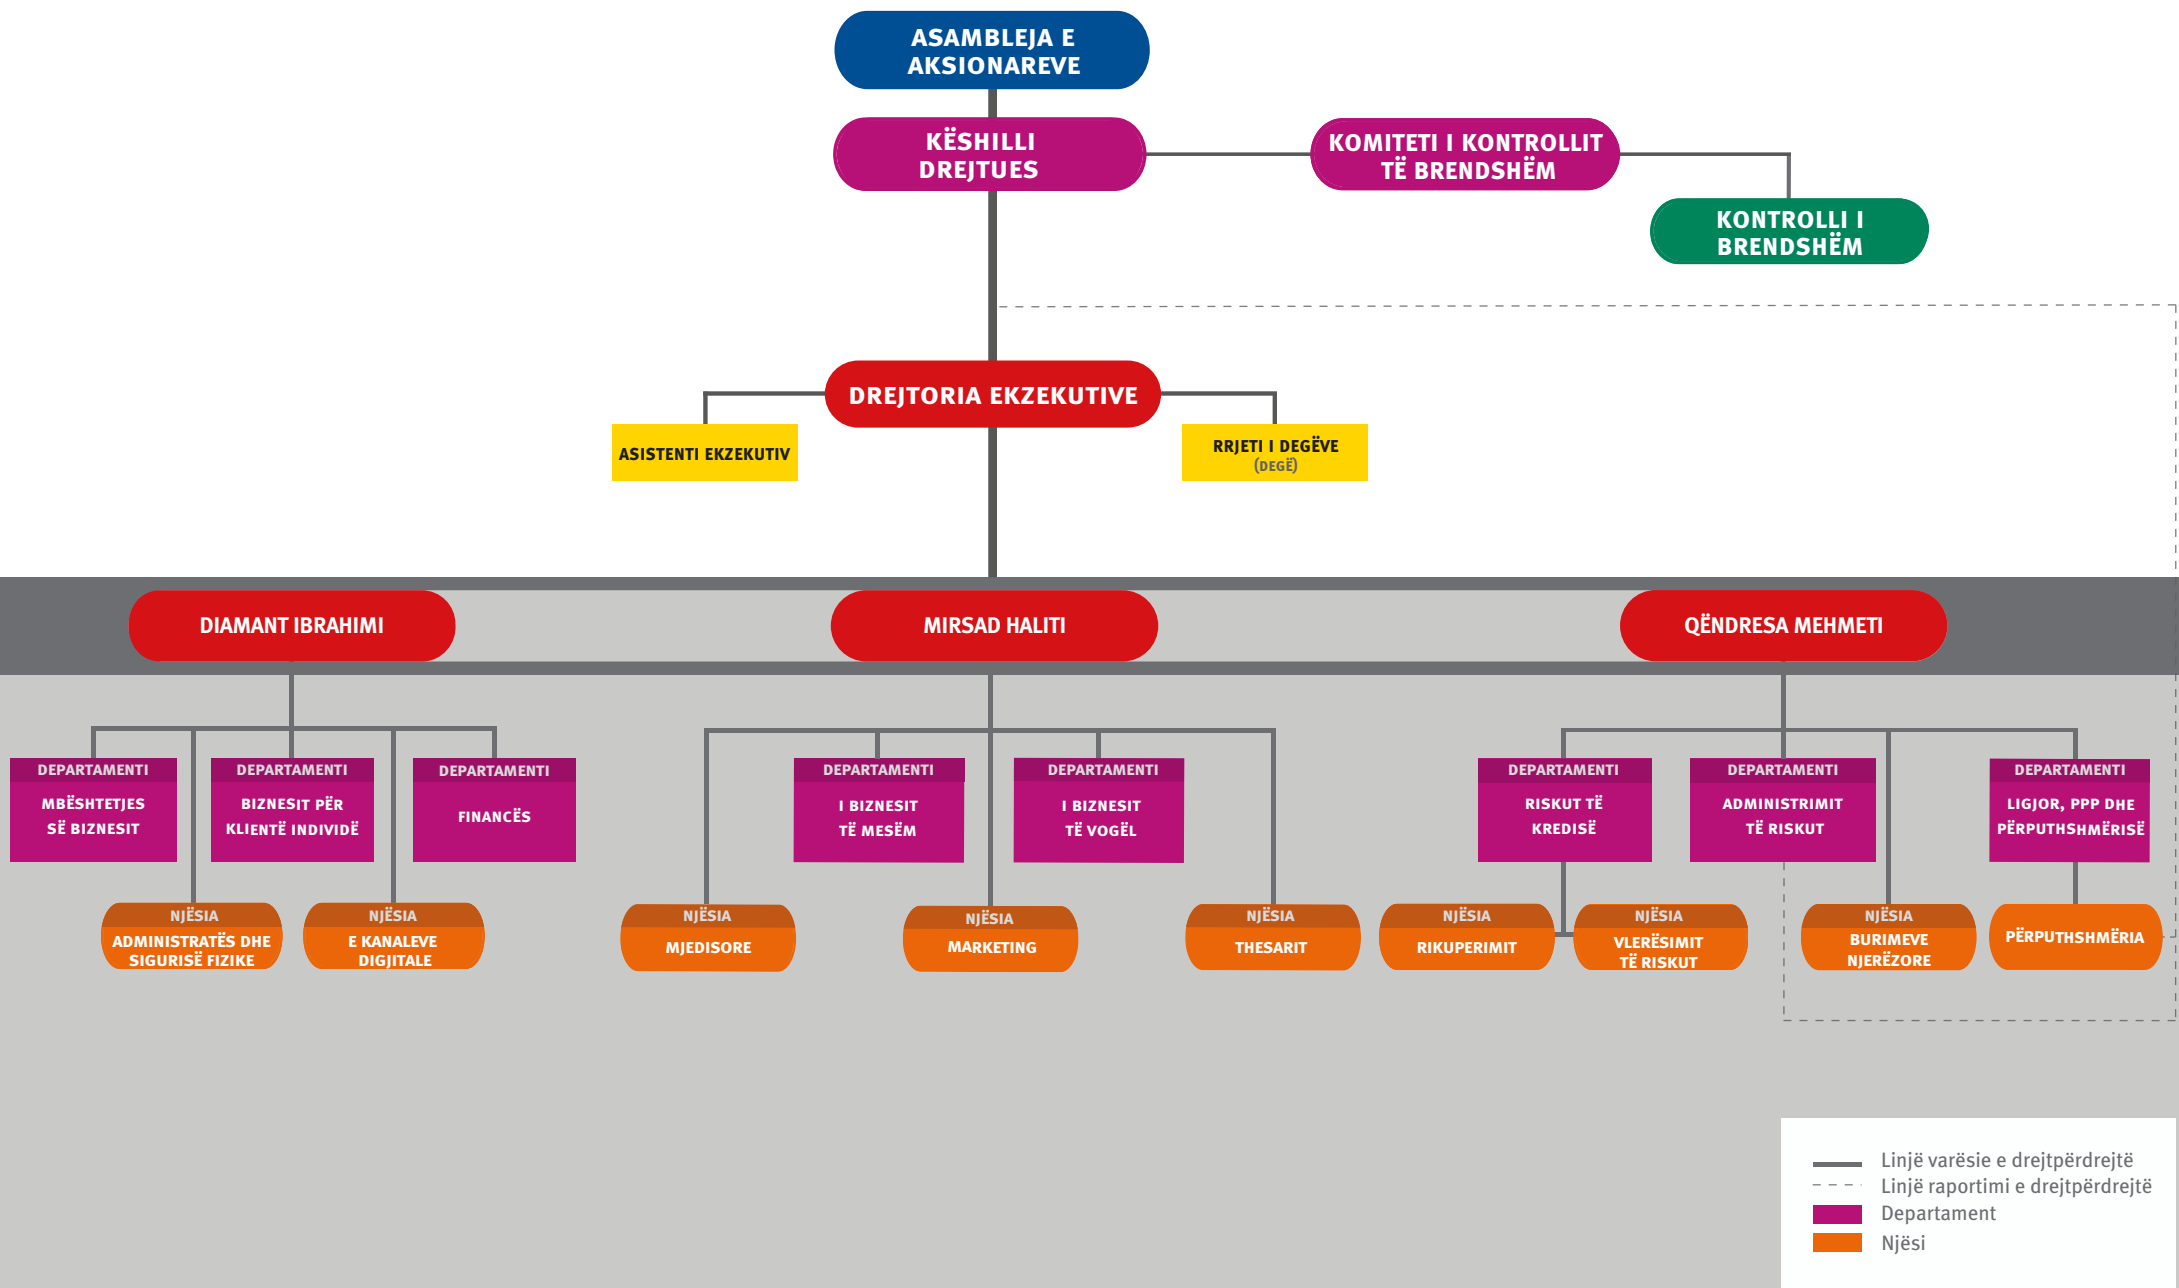 ASAMBLEJA E
AKSIONAREVE
KËSHILLI
DREJTUES
KOMITETI I KONTROLLIT
TË BRENDSHËM
KONTROLLI I
BRENDSHËM
DREJTORIA EKZEKUTIVE
ASISTENTI EKZEKUTIV
RRJETI I DEGËVE
(DEGË)
DIAMANT IBRAHIMI
MIRSAD HALITI
QËNDRESA MEHMETI
DEPARTAMENTI
MBËSHTETJES
SË BIZNESIT
DEPARTAMENTI
BIZNESIT PËR
KLIENTË INDIVIDË
DEPARTAMENTI
FINANCËS
DEPARTAMENTI
I BIZNESIT
TË MESËM
DEPARTAMENTI
I BIZNESIT
TË VOGËL
DEPARTAMENTI
RISKUT TË
KREDISË
DEPARTAMENTI
ADMINISTRIMIT
TË RISKUT
DEPARTAMENTI
LIGJOR, PPP DHE
PËRPUTHSHMËRISË
NJËSIA
ADMINISTRATËS DHE
SIGURISË FIZIKE
NJËSIA
E KANALEVE
DIGJITALE
NJËSIA
MJEDISORE
NJËSIA
MARKETING
NJËSIA
THESARIT
NJËSIA
RIKUPERIMIT
NJËSIA
VLERËSIMIT
TË RISKUT
NJËSIA
BURIMEVE
NJERËZORE
PËRPUTHSHMËRIA
Linjë varësie e drejtpërdrejtë
Linjë raportimi e drejtpërdrejtë
Departament
Njësi